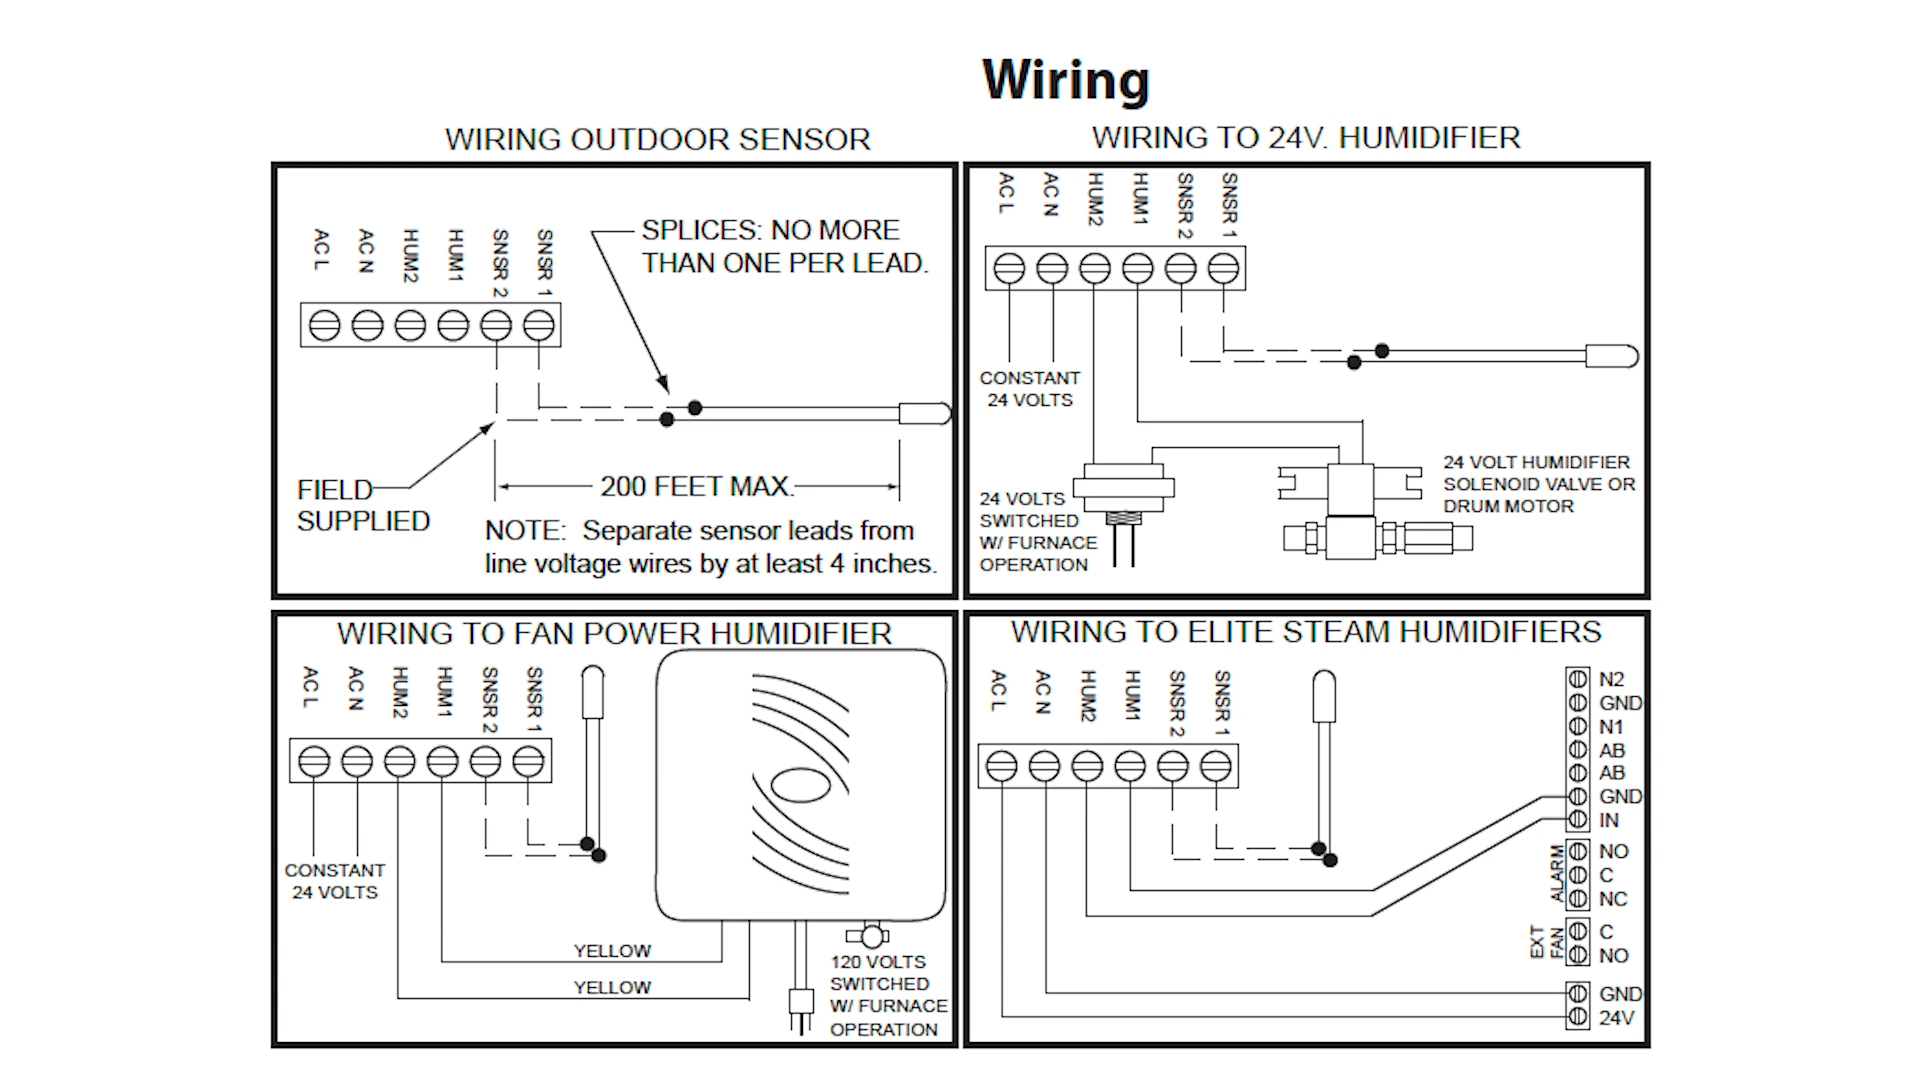 Wiring
WIRING OUTDOOR SENSOR
AC L
AC N
HUM2
HUM1
SNSR 2
SNSR 1
SPLICES: NO MORE
THAN ONE PER LEAD.
FIELD
SUPPLIED
200 FEET MAX.
NOTE: Separate sensor leads from
line voltage wires by at least 4 inches.
WIRING TO 24V. HUMIDIFIER
AC L
AC N
HUM2
HUM1
SNSR 2
SNSR 1
CONSTANT
24 VOLTS
24 VOLTS
SWITCHED
W/ FURNACE
OPERATION
24 VOLT HUMIDIFIER
SOLENOID VALVE OR
DRUM MOTOR
WIRING TO FAN POWER HUMIDIFIER
AC L
AC N
HUM2
HUM1
SNSR 2
SNSR 1
CONSTANT
24 VOLTS
YELLOW
YELLOW
120 VOLTS
SWITCHED
W/ FURNACE
OPERATION
WIRING TO ELITE STEAM HUMIDIFIERS
AC L
AC N
HUM2
HUM1
SNSR 2
SNSR 1
N2
GND
N1
AB
AB
GND
IN
ALARM
NO
C
NC
EXT
FAN
C
NO
GND
24V